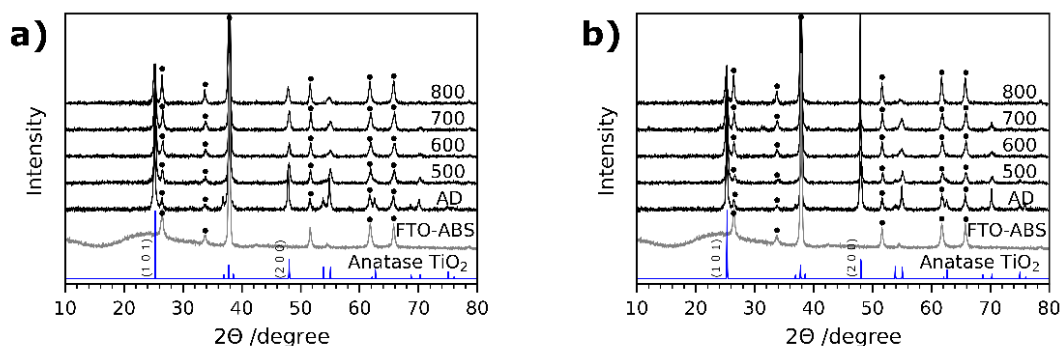 a)
Intensity
800
700
600
500
AD
FTO-ABS
Anatase TiO₂
(1 0 1)
(2 0 0)
10 20 30 40 50 60 70 80
2Θ /degree
b)
Intensity
800
700
600
500
AD
FTO-ABS
Anatase TiO₂
(1 0 1)
(2 0 0)
10 20 30 40 50 60 70 80
2Θ /degree